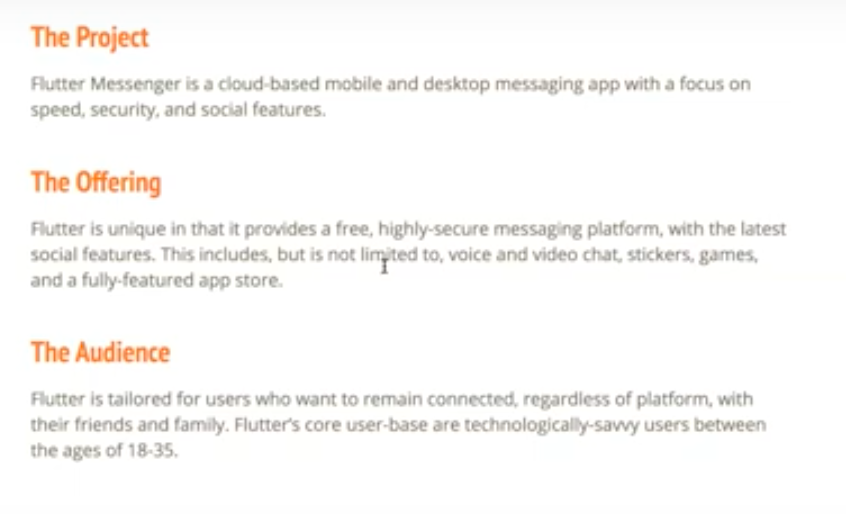 The Project
Flutter Messenger is a cloud-based mobile and desktop messaging app with a focus on
speed, security, and social features.
The Offering
Flutter is unique in that it provides a free, highly-secure messaging platform, with the latest
social features. This includes, but is not limited to, voice and video chat, stickers, games,
and a fully-featured app store.
The Audience
Flutter is tailored for users who want to remain connected, regardless of platform, with
their friends and family. Flutter's core user-base are technologically-savvy users between
the ages of 18-35.